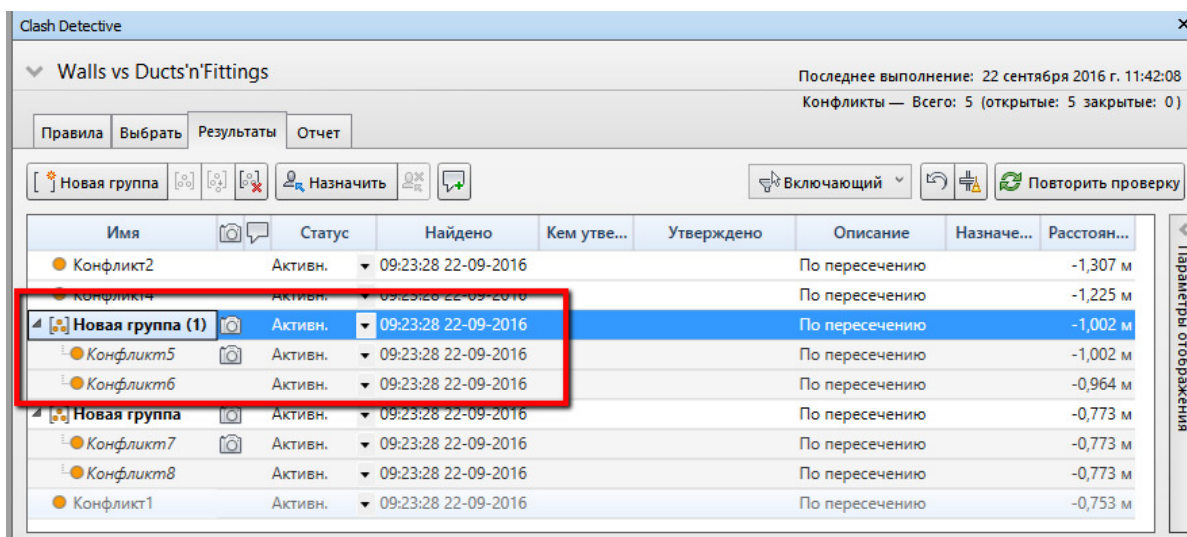 Clash Detective
Walls vs Ducts'n'Fittings
Последнее выполнение: 22 сентября 2016 г. 11:42:08
Конфликты — Всего: 5 (открытые: 5 закрытые: 0)
Правила Выбрать Результаты Отчет
Новая группа Назначить Включающий Повторить проверку
Имя Статус Найдено Кем утве... Утверждено Описание Назначе... Расстоян...
Конфликт2 Активн. 09:23:28 22-09-2016 По пересечению -1,307 м
Конфликт4 Активн. 09:23:28 22-09-2016 По пересечению -1,225 м
Новая группа (1) Активн. 09:23:28 22-09-2016 По пересечению -1,002 м
Конфликт5 Активн. 09:23:28 22-09-2016 По пересечению -1,002 м
Конфликт6 Активн. 09:23:28 22-09-2016 По пересечению -0,964 м
Новая группа Активн. 09:23:28 22-09-2016 По пересечению -0,773 м
Конфликт7 Активн. 09:23:28 22-09-2016 По пересечению -0,773 м
Конфликт8 Активн. 09:23:28 22-09-2016 По пересечению -0,773 м
Конфликт1 Активн. 09:23:28 22-09-2016 По пересечению -0,753 м
Параметры отображения